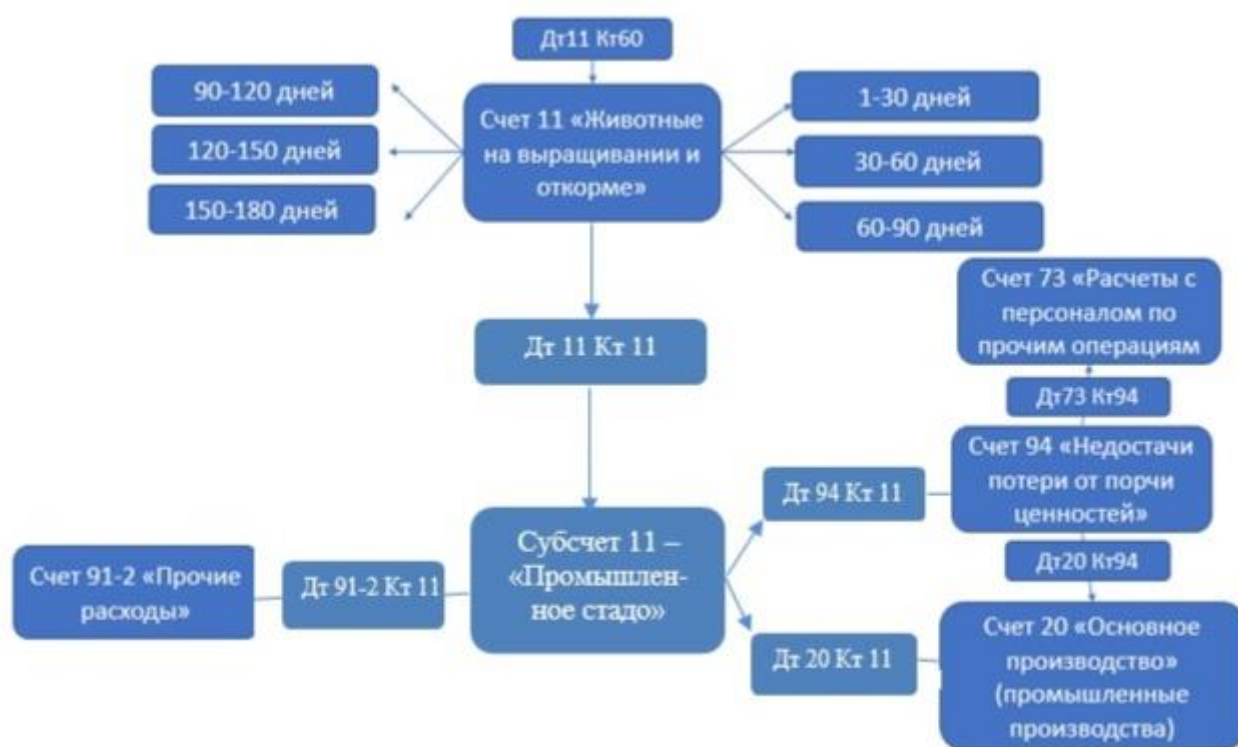 Дт11 Кт60
90-120 дней
120-150 дней
150-180 дней
Счет 11 «Животные
на выращивании и
откорме»
1-30 дней
30-60 дней
60-90 дней
Дт 11 Кт 11
Счет 73 «Расчеты с
персоналом по
прочим операциям
Дт73 Кт94
Счет 94 «Недостачи
потери от порчи
ценностей»
Дт 94 Кт 11
Дт20 Кт94
Субсчет 11 –
«Промышлен-
ное стадо»
Счет 91-2 «Прочие
расходы»
Дт 91-2 Кт 11
Дт 20 Кт 11
Счет 20 «Основное
производство»
(промышленные
производства)